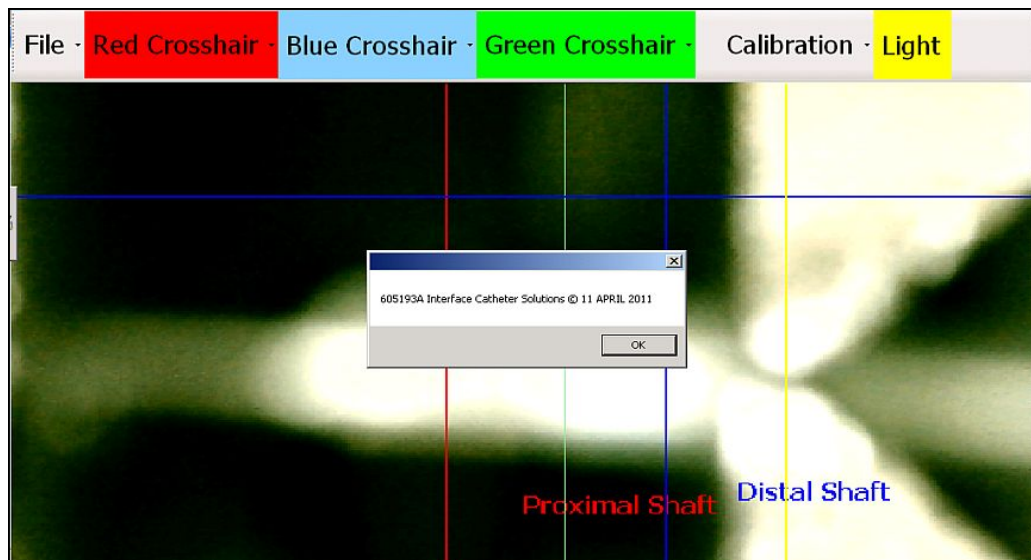 File Red Crosshair Blue Crosshair Green Crosshair Calibration Light
605193A Interface Catheter Solutions © 11 APRIL 2011
OK
Proximal Shaft Distal Shaft